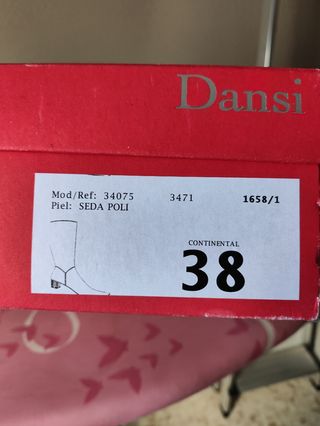 Dansi
Mod/Ref: 34075 3471 1658/1
Piel: SEDA POLI
CONTINENTAL
38